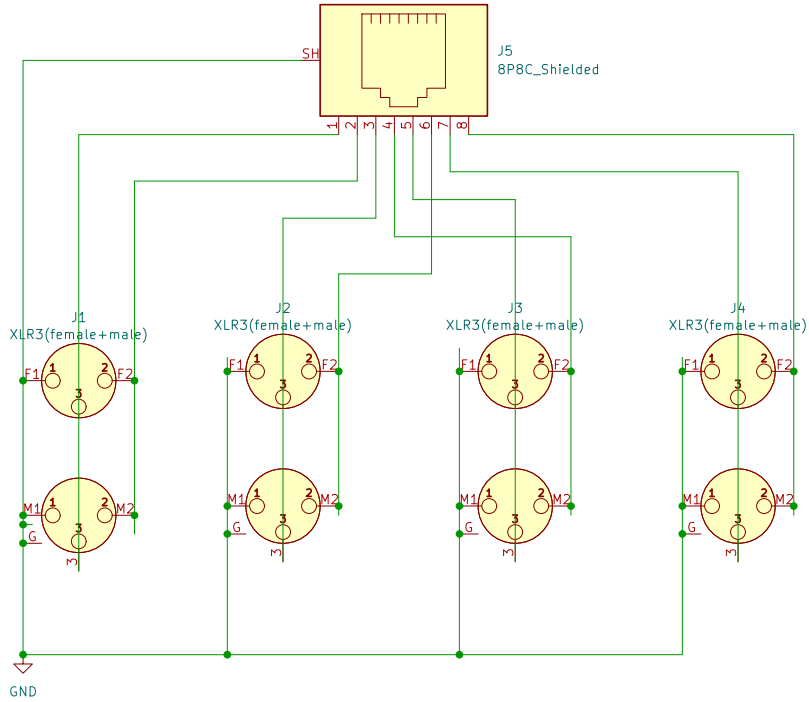 SH
J5
8P8C_Shielded
1 2 3 4 5 6 7 8
J1
XLR3(female+male)
J2
XLR3(female+male)
J3
XLR3(female+male)
J4
XLR3(female+male)
F1 1 2 F2
3
F1 1 2 F2
3
F1 1 2 F2
3
F1 1 2 F2
3
M1 1 2 M2
3
G
3
M1 1 2 M2
3
G
3
M1 1 2 M2
3
G
3
M1 1 2 M2
3
G
3
GND